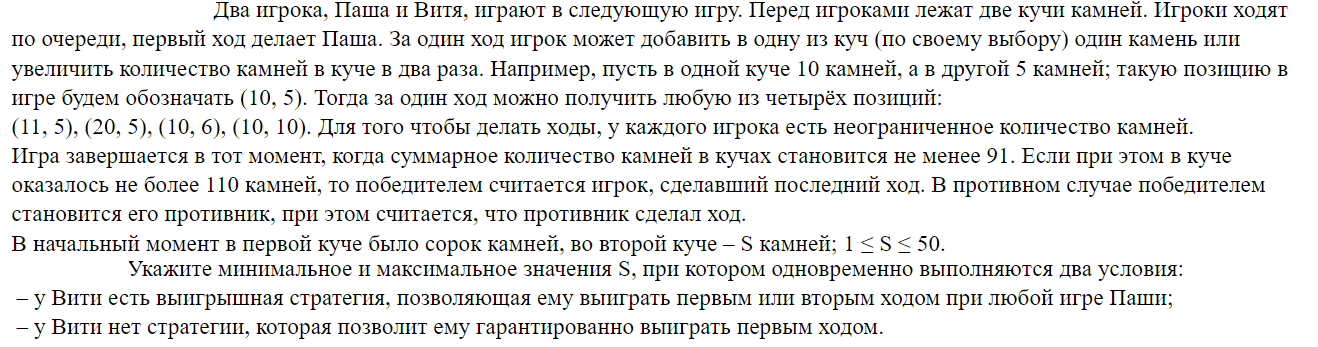 Два игрока, Паша и Витя, играют в следующую игру. Перед игроками лежат две кучи камней. Игроки ходят
по очереди, первый ход делает Паша. За один ход игрок может добавить в одну из куч (по своему выбору) один камень или
увеличить количество камней в куче в два раза. Например, пусть в одной куче 10 камней, а в другой 5 камней; такую позицию в
игре будем обозначать (10, 5). Тогда за один ход можно получить любую из четырёх позиций:
(11, 5), (20, 5), (10, 6), (10, 10). Для того чтобы делать ходы, у каждого игрока есть неограниченное количество камней.
Игра завершается в тот момент, когда суммарное количество камней в кучах становится не менее 91. Если при этом в куче
оказалось не более 110 камней, то победителем считается игрок, сделавший последний ход. В противном случае победителем
становится его противник, при этом считается, что противник сделал ход.
В начальный момент в первой куче было сорок камней, во второй куче – S камней; 1 ≤ S ≤ 50.
Укажите минимальное и максимальное значения S, при котором одновременно выполняются два условия:
– у Вити есть выигрышная стратегия, позволяющая ему выиграть первым или вторым ходом при любой игре Паши;
– у Вити нет стратегии, которая позволит ему гарантированно выиграть первым ходом.